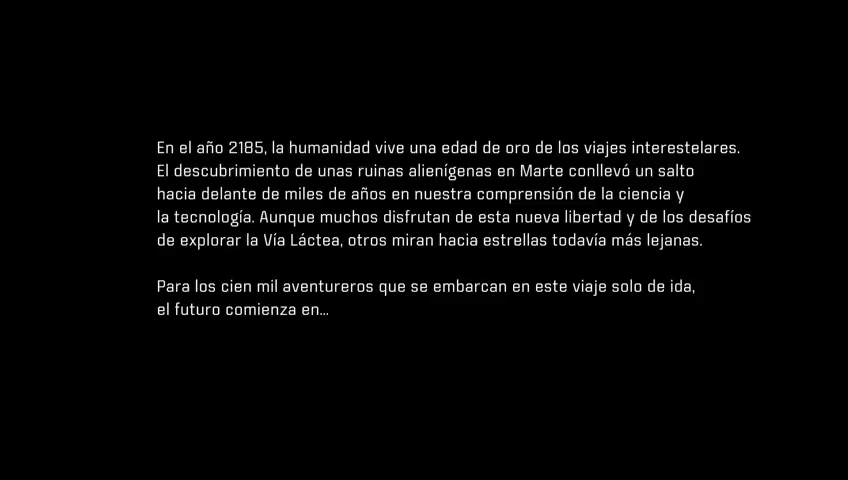 En el año 2185, la humanidad vive una edad de oro de los viajes interestelares.
El descubrimiento de unas ruinas alienígenas en Marte conllevó un salto
hacia delante de miles de años en nuestra comprensión de la ciencia y
la tecnología. Aunque muchos disfrutan de esta nueva libertad y de los desafíos
de explorar la Vía Láctea, otros miran hacia estrellas todavía más lejanas.
Para los cien mil aventureros que se embarcan en este viaje solo de ida,
el futuro comienza en...